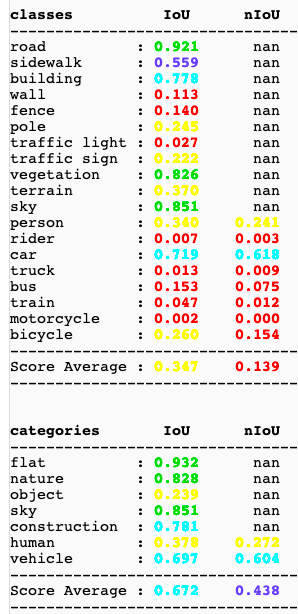 classes IoU nIoU
--------------------------------
road : 0.921 nan
sidewalk : 0.559 nan
building : 0.778 nan
wall : 0.113 nan
fence : 0.140 nan
pole : 0.245 nan
traffic light : 0.027 nan
traffic sign : 0.222 nan
vegetation : 0.826 nan
terrain : 0.370 nan
sky : 0.851 nan
person : 0.340 0.241
rider : 0.007 0.003
car : 0.719 0.618
truck : 0.013 0.009
bus : 0.153 0.075
train : 0.047 0.012
motorcycle : 0.002 0.000
bicycle : 0.260 0.154
--------------------------------
Score Average : 0.347 0.139
--------------------------------
categories IoU nIoU
--------------------------------
flat : 0.932 nan
nature : 0.828 nan
object : 0.239 nan
sky : 0.851 nan
construction : 0.781 nan
human : 0.378 0.272
vehicle : 0.697 0.604
--------------------------------
Score Average : 0.672 0.438
--------------------------------